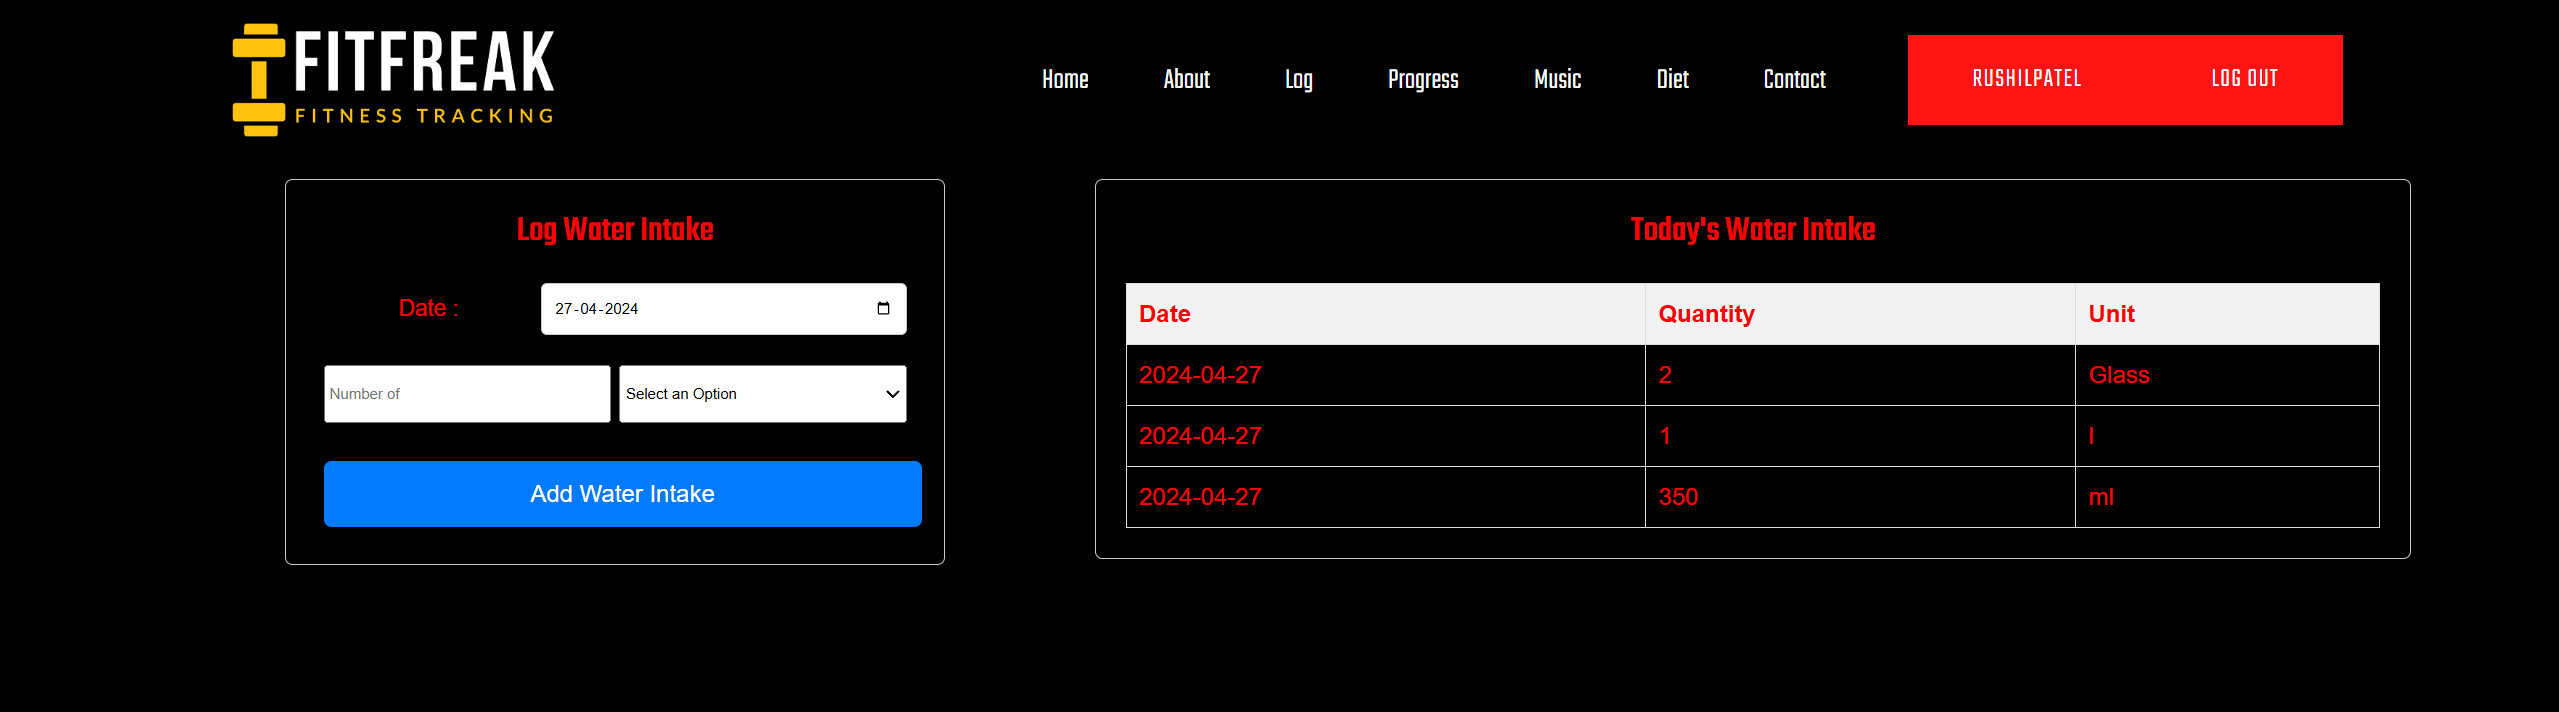 FITFREAK
FITNESS TRACKING
Home About Log Progress Music Diet Contact RUSHILPATEL LOG OUT
Log Water Intake
Date : 27-04-2024
Number of Select an Option
Add Water Intake
Today's Water Intake
Date Quantity Unit
2024-04-27 2 Glass
2024-04-27 1 l
2024-04-27 350 ml